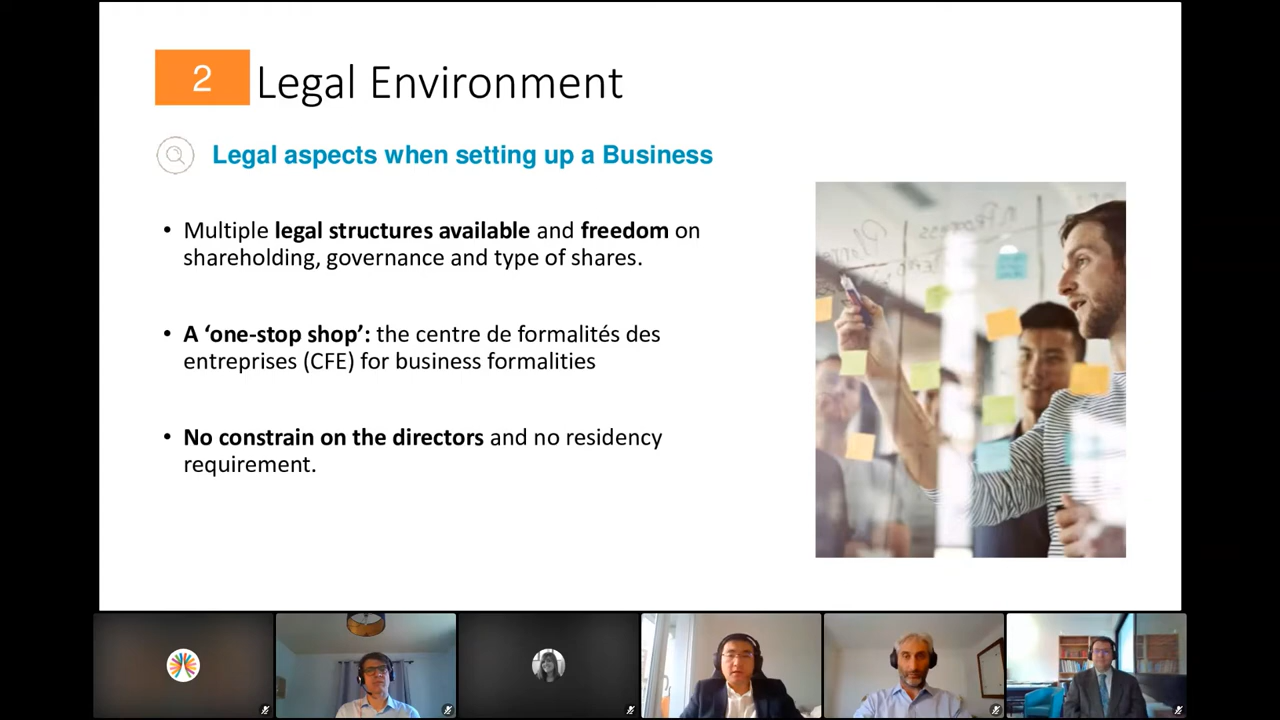 2 Legal Environment
Legal aspects when setting up a Business
• Multiple legal structures available and freedom on
shareholding, governance and type of shares.
• A ‘one-stop shop’: the centre de formalités des
entreprises (CFE) for business formalities
• No constrain on the directors and no residency
requirement.